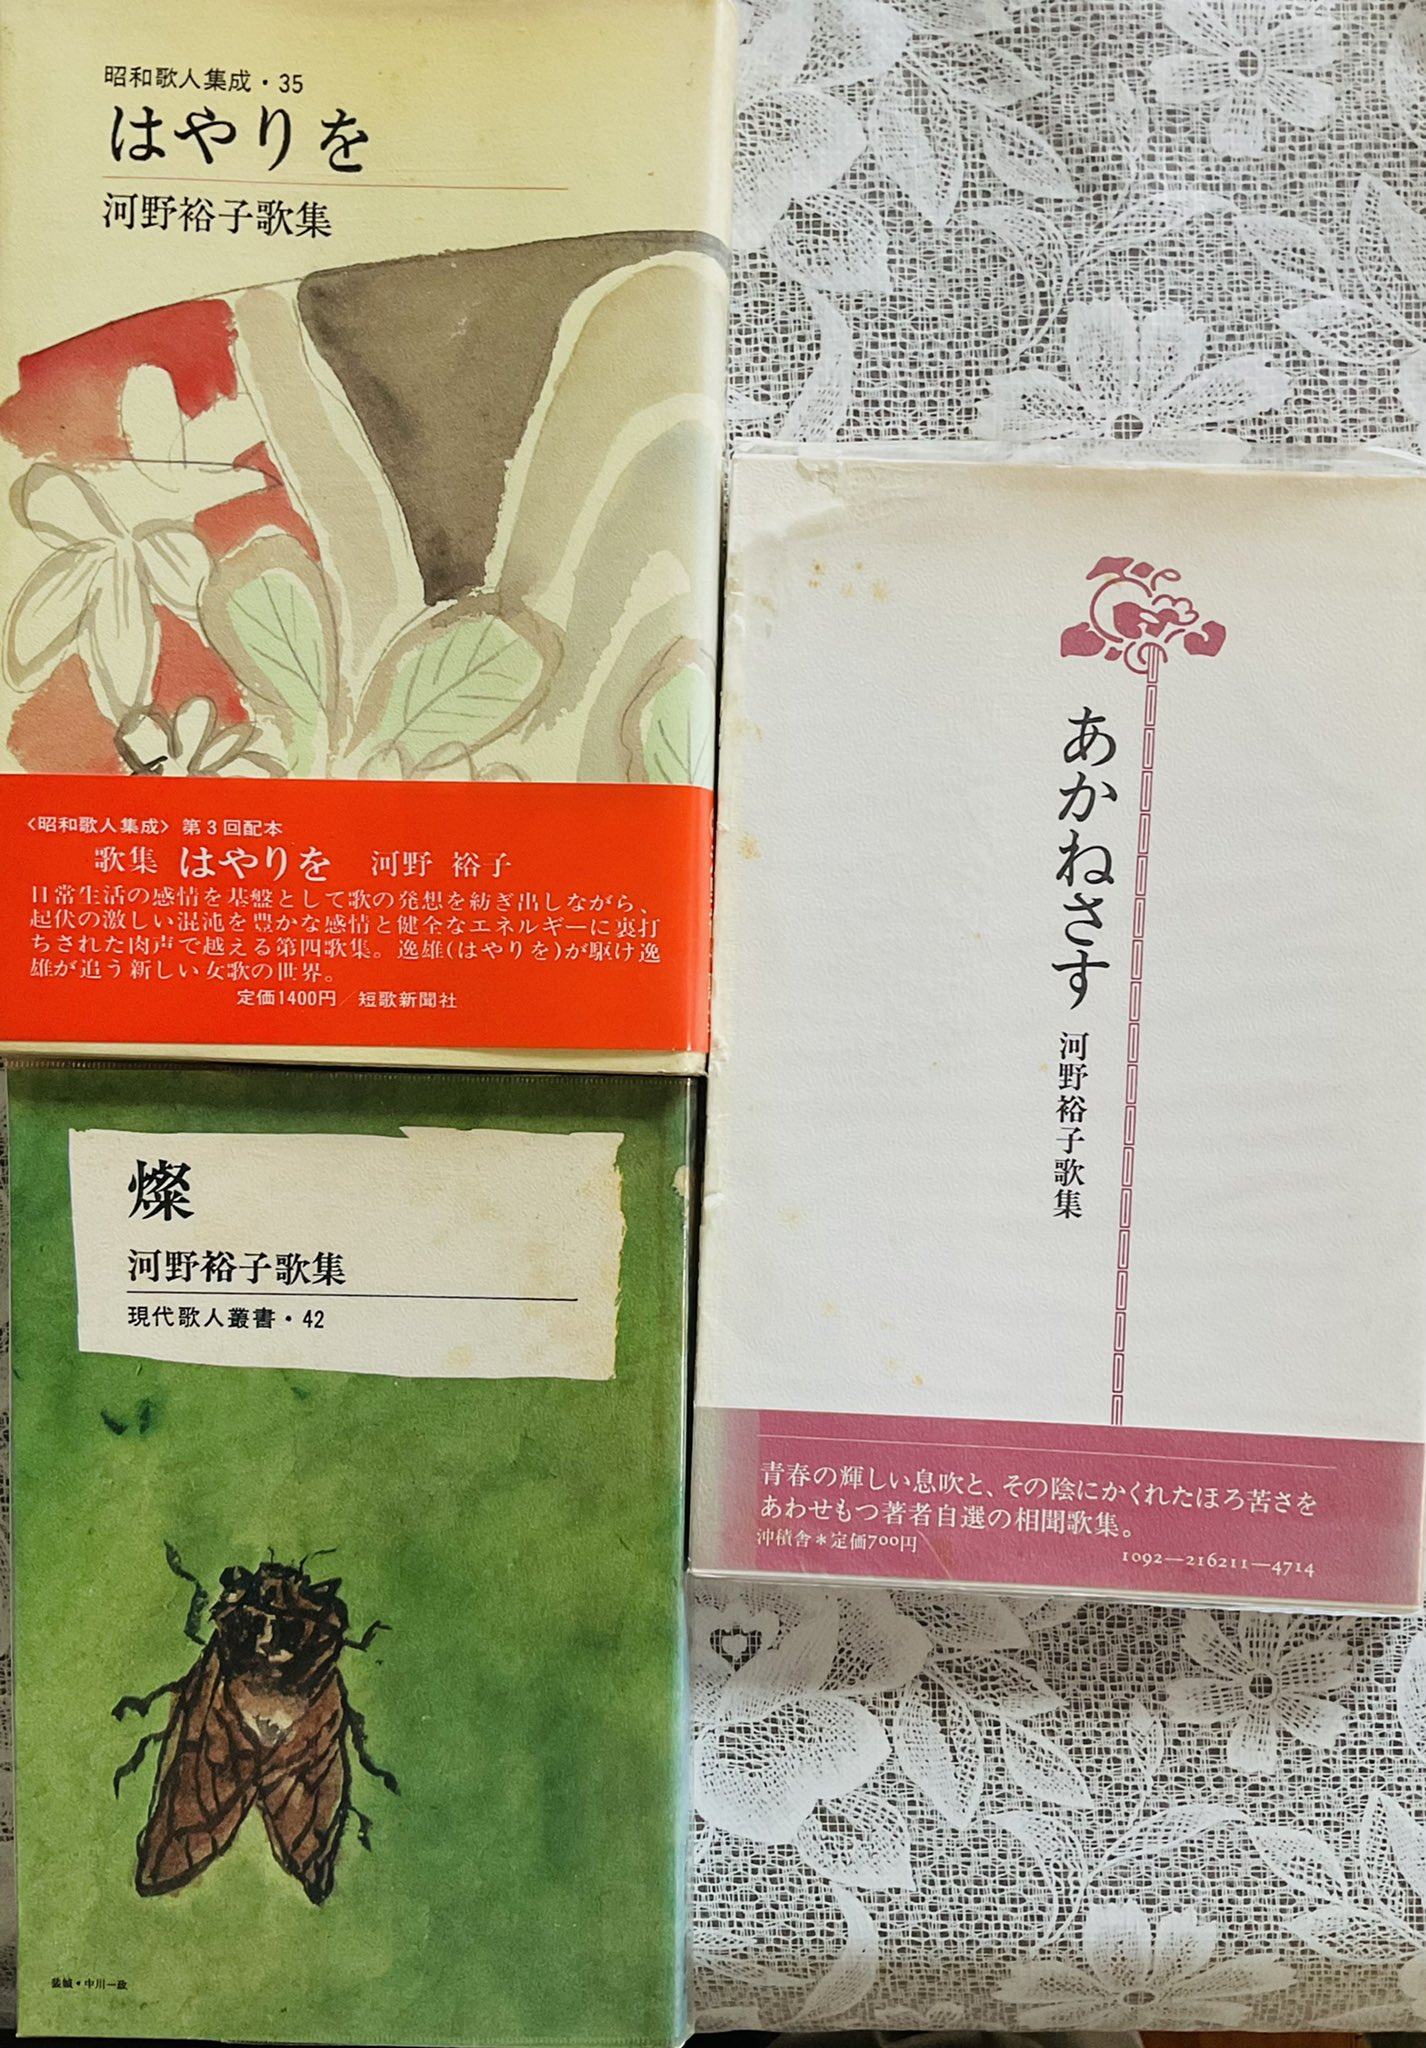 昭和歌人集成・35
はやりを
河野裕子歌集
〈昭和歌人集成〉第3回配本
歌集 はやりを 河野 裕子
日常生活の感情を基盤として歌の発想を紡ぎ出しながら、
起伏の激しい混沌を豊かな感情と健全なエネルギーに裏打
ちされた肉声で越える第四歌集。逸雄(はやりを)が駆け逸
雄が追う新しい女歌の世界。
定価1400円/短歌新聞社
あかねさす
河野裕子歌集
青春の輝しい息吹と、その陰にかくれたほろ苦さを
あわせもつ著者自選の相聞歌集。
沖積舎*定価700円
1092—216211—4714
燦
河野裕子歌集
現代歌人叢書・42
装幀・中川一政